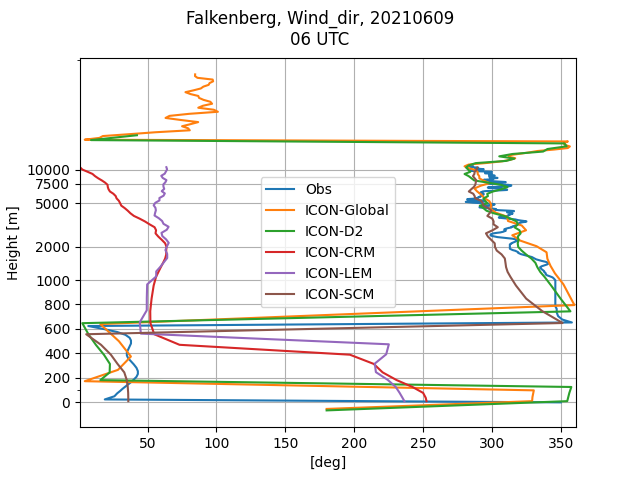 Falkenberg, Wind_dir, 20210609
06 UTC
Height [m]
10000
7500
5000
2000
1000
800
600
400
200
0
Obs
ICON-Global
ICON-D2
ICON-CRM
ICON-LEM
ICON-SCM
50 100 150 200 250 300 350
[deg]